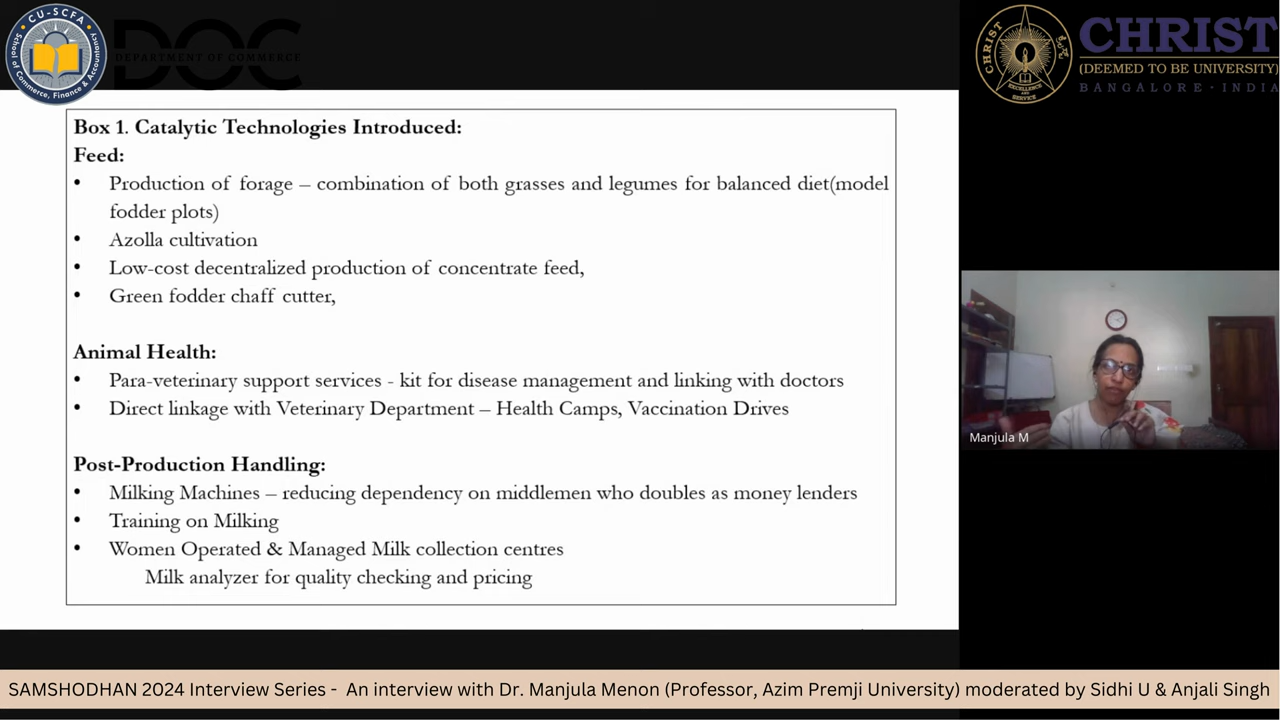 CU-SCFA
School of Commerce, Finance & Accountancy
DOC
DEPARTMENT OF COMMERCE
CHRIST
EXCELLENCE AND SERVICE
CHRIST
(DEEMED TO BE UNIVERSITY)
BANGALORE · INDIA
Box 1. Catalytic Technologies Introduced:
Feed:
• Production of forage – combination of both grasses and legumes for balanced diet(model
fodder plots)
• Azolla cultivation
• Low-cost decentralized production of concentrate feed,
• Green fodder chaff cutter,
Animal Health:
• Para-veterinary support services - kit for disease management and linking with doctors
• Direct linkage with Veterinary Department – Health Camps, Vaccination Drives
Post-Production Handling:
• Milking Machines – reducing dependency on middlemen who doubles as money lenders
• Training on Milking
• Women Operated & Managed Milk collection centres
Milk analyzer for quality checking and pricing
Manjula M
SAMSHODHAN 2024 Interview Series - An interview with Dr. Manjula Menon (Professor, Azim Premji University) moderated by Sidhi U & Anjali Singh